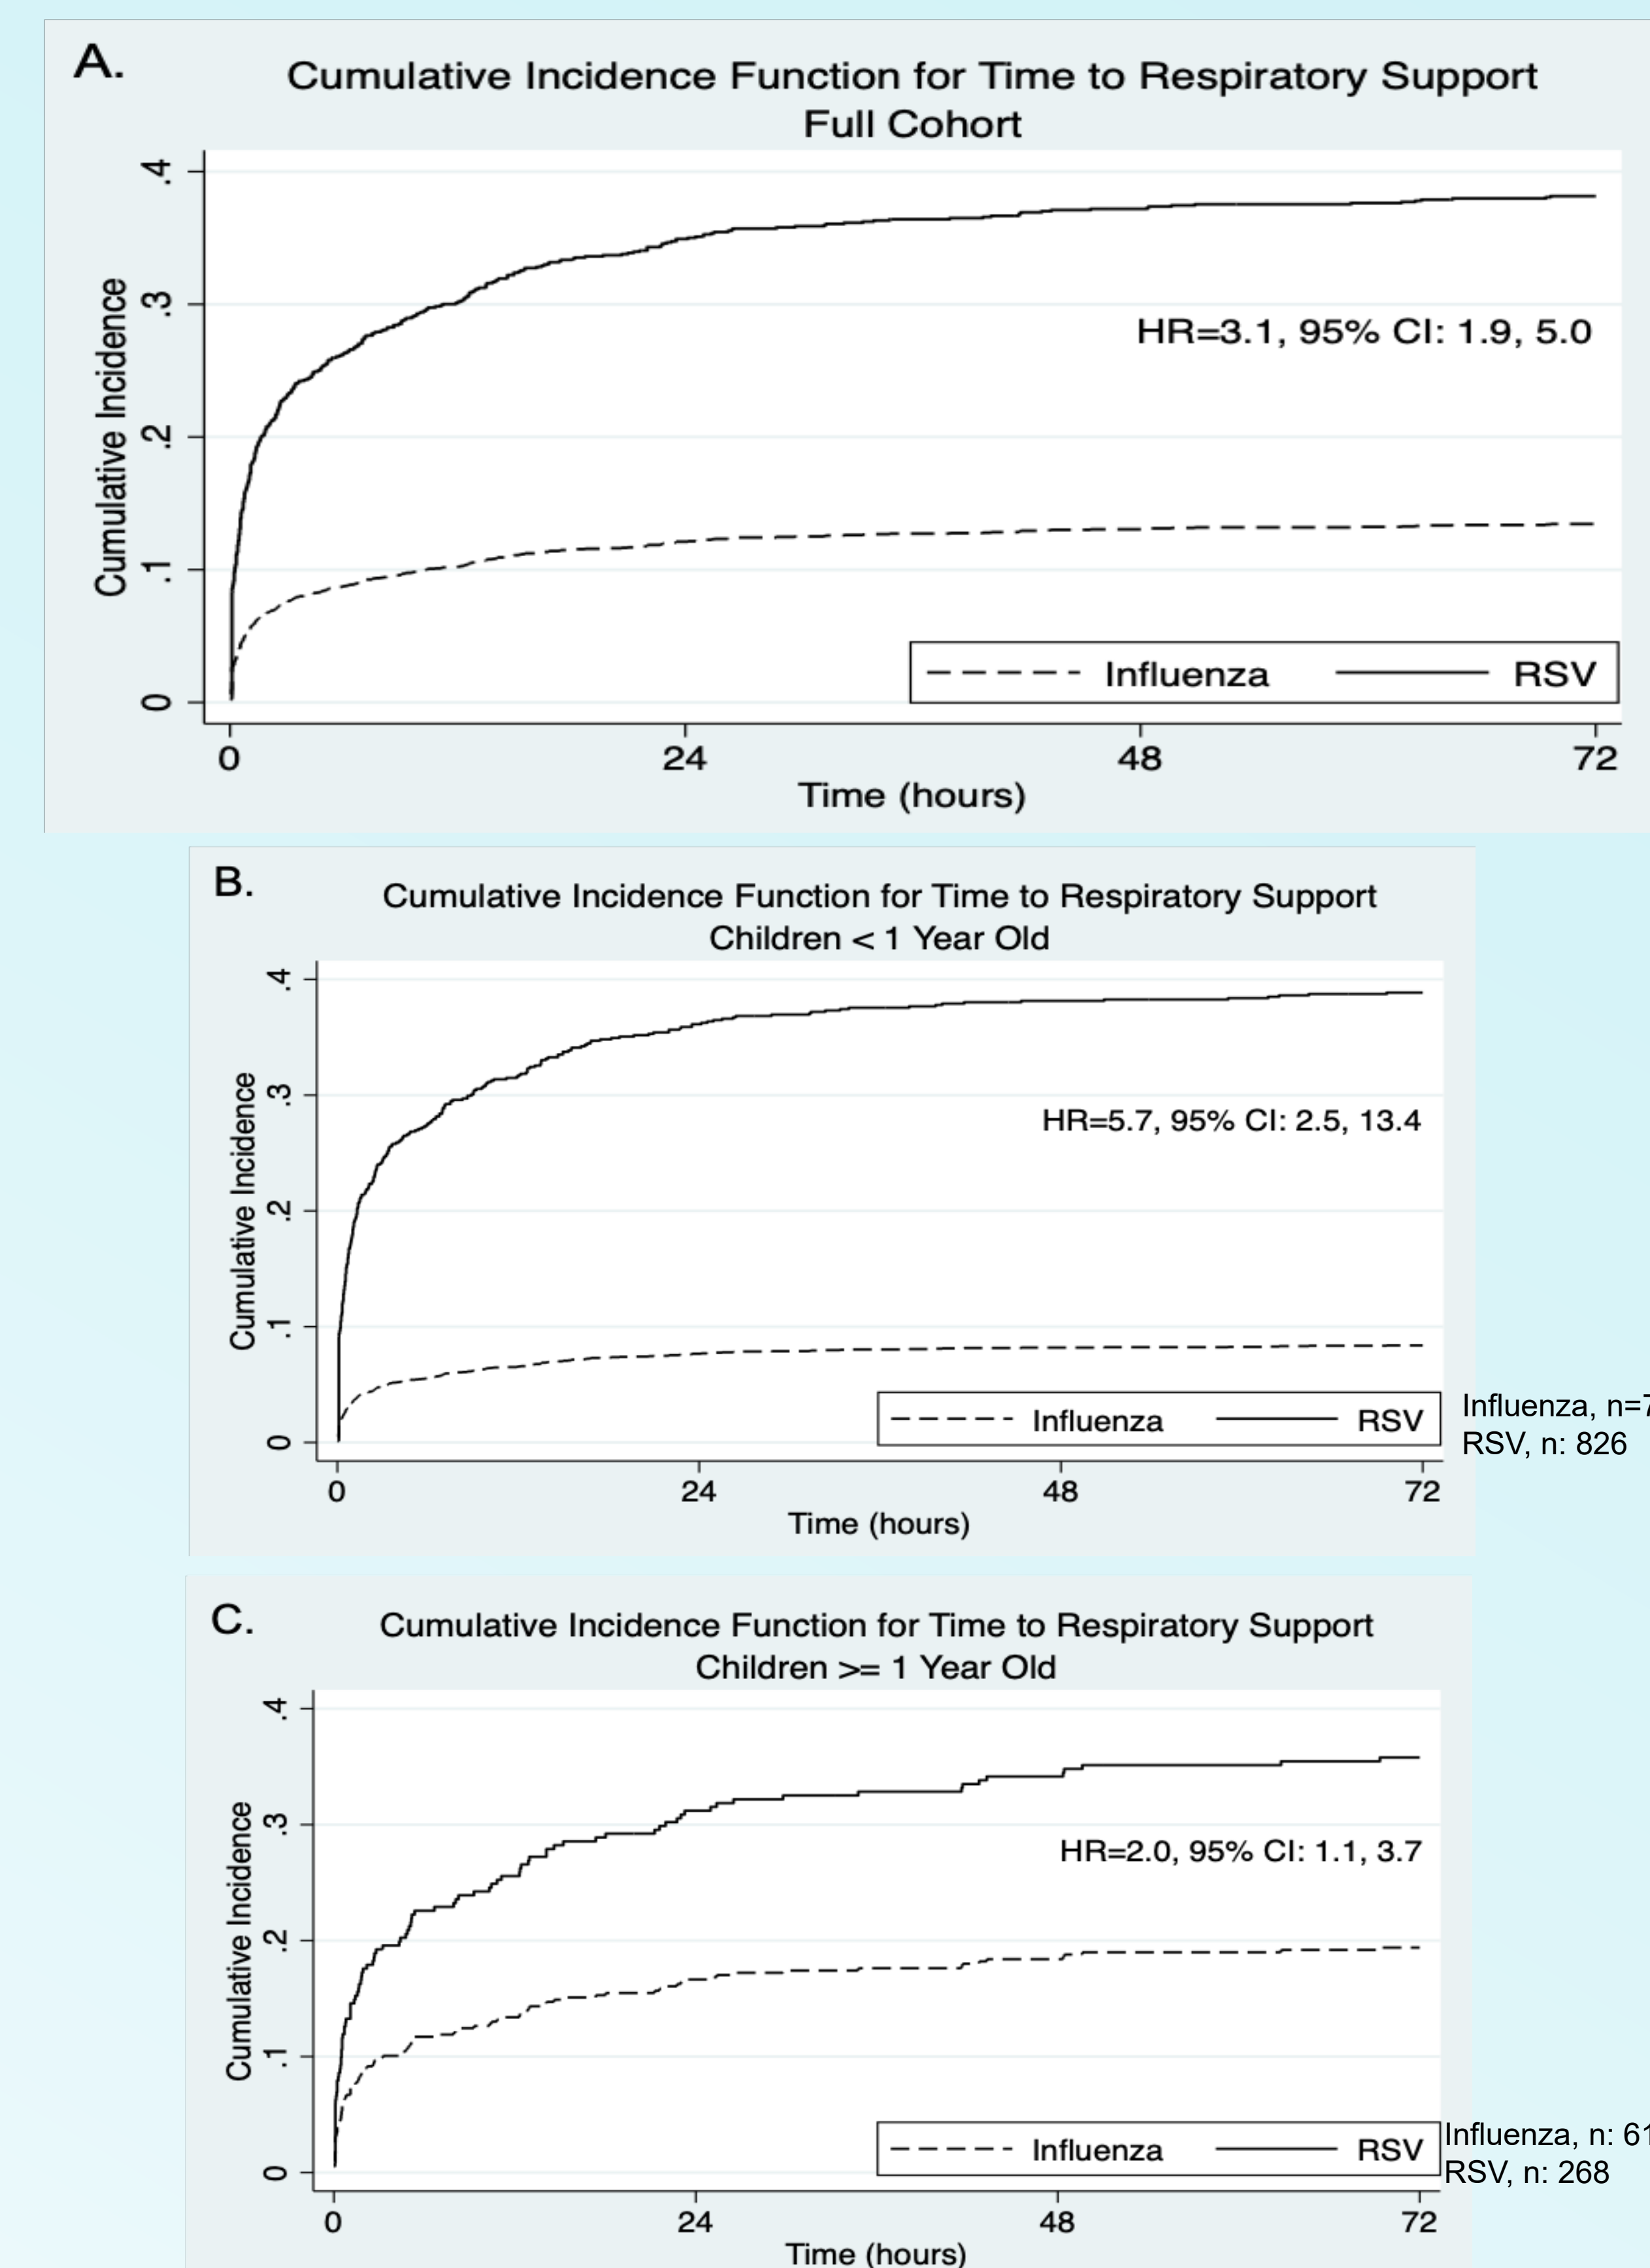 A.
Cumulative Incidence Function for Time to Respiratory Support
Full Cohort
Cumulative Incidence
.4
.3
.2
.1
0
HR=3.1, 95% CI: 1.9, 5.0
Influenza RSV
0 24 48 72
Time (hours)
B.
Cumulative Incidence Function for Time to Respiratory Support
Children < 1 Year Old
Cumulative Incidence
.4
.3
.2
.1
0
HR=5.7, 95% CI: 2.5, 13.4
Influenza RSV
0 24 48 72
Time (hours)
Influenza, n=7
RSV, n: 826
C.
Cumulative Incidence Function for Time to Respiratory Support
Children >= 1 Year Old
Cumulative Incidence
.4
.3
.2
.1
0
HR=2.0, 95% CI: 1.1, 3.7
Influenza RSV
0 24 48 72
Time (hours)
Influenza, n: 61
RSV, n: 268